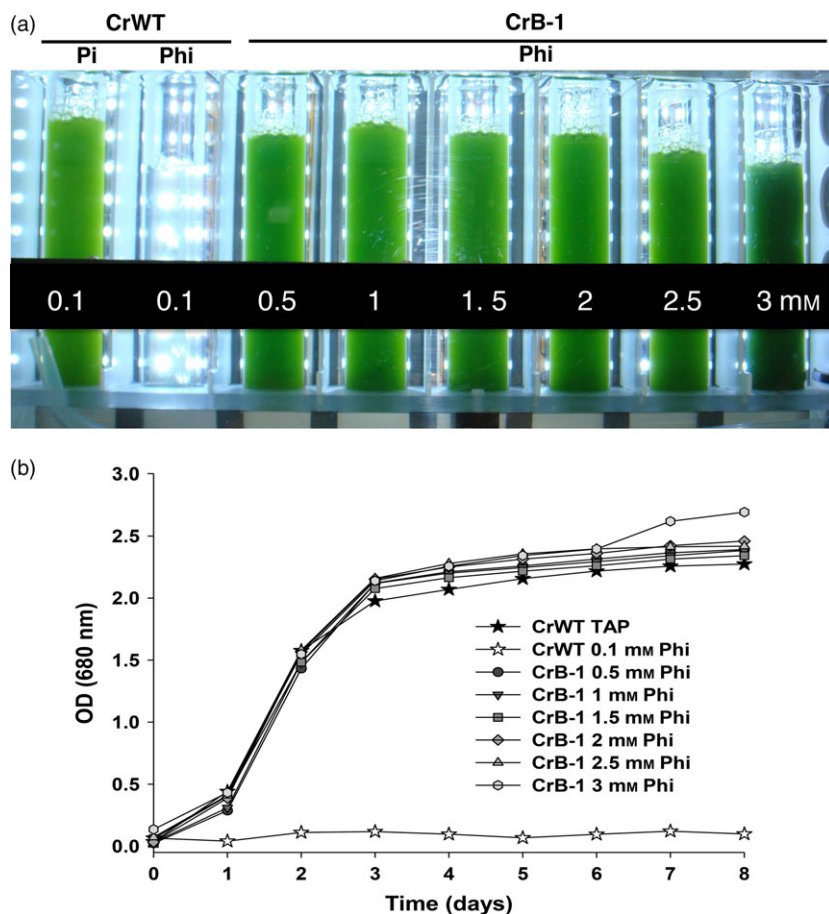 (a)
CrWT CrB-1
Pi Phi Phi
0.1 0.1 0.5 1 1. 5 2 2.5 3 mM
(b)
3.0
2.5
2.0
1.5
1.0
0.5
0.0
OD (680 nm)
CrWT TAP
CrWT 0.1 mM Phi
CrB-1 0.5 mM Phi
CrB-1 1 mM Phi
CrB-1 1.5 mM Phi
CrB-1 2 mM Phi
CrB-1 2.5 mM Phi
CrB-1 3 mM Phi
0 1 2 3 4 5 6 7 8
Time (days)